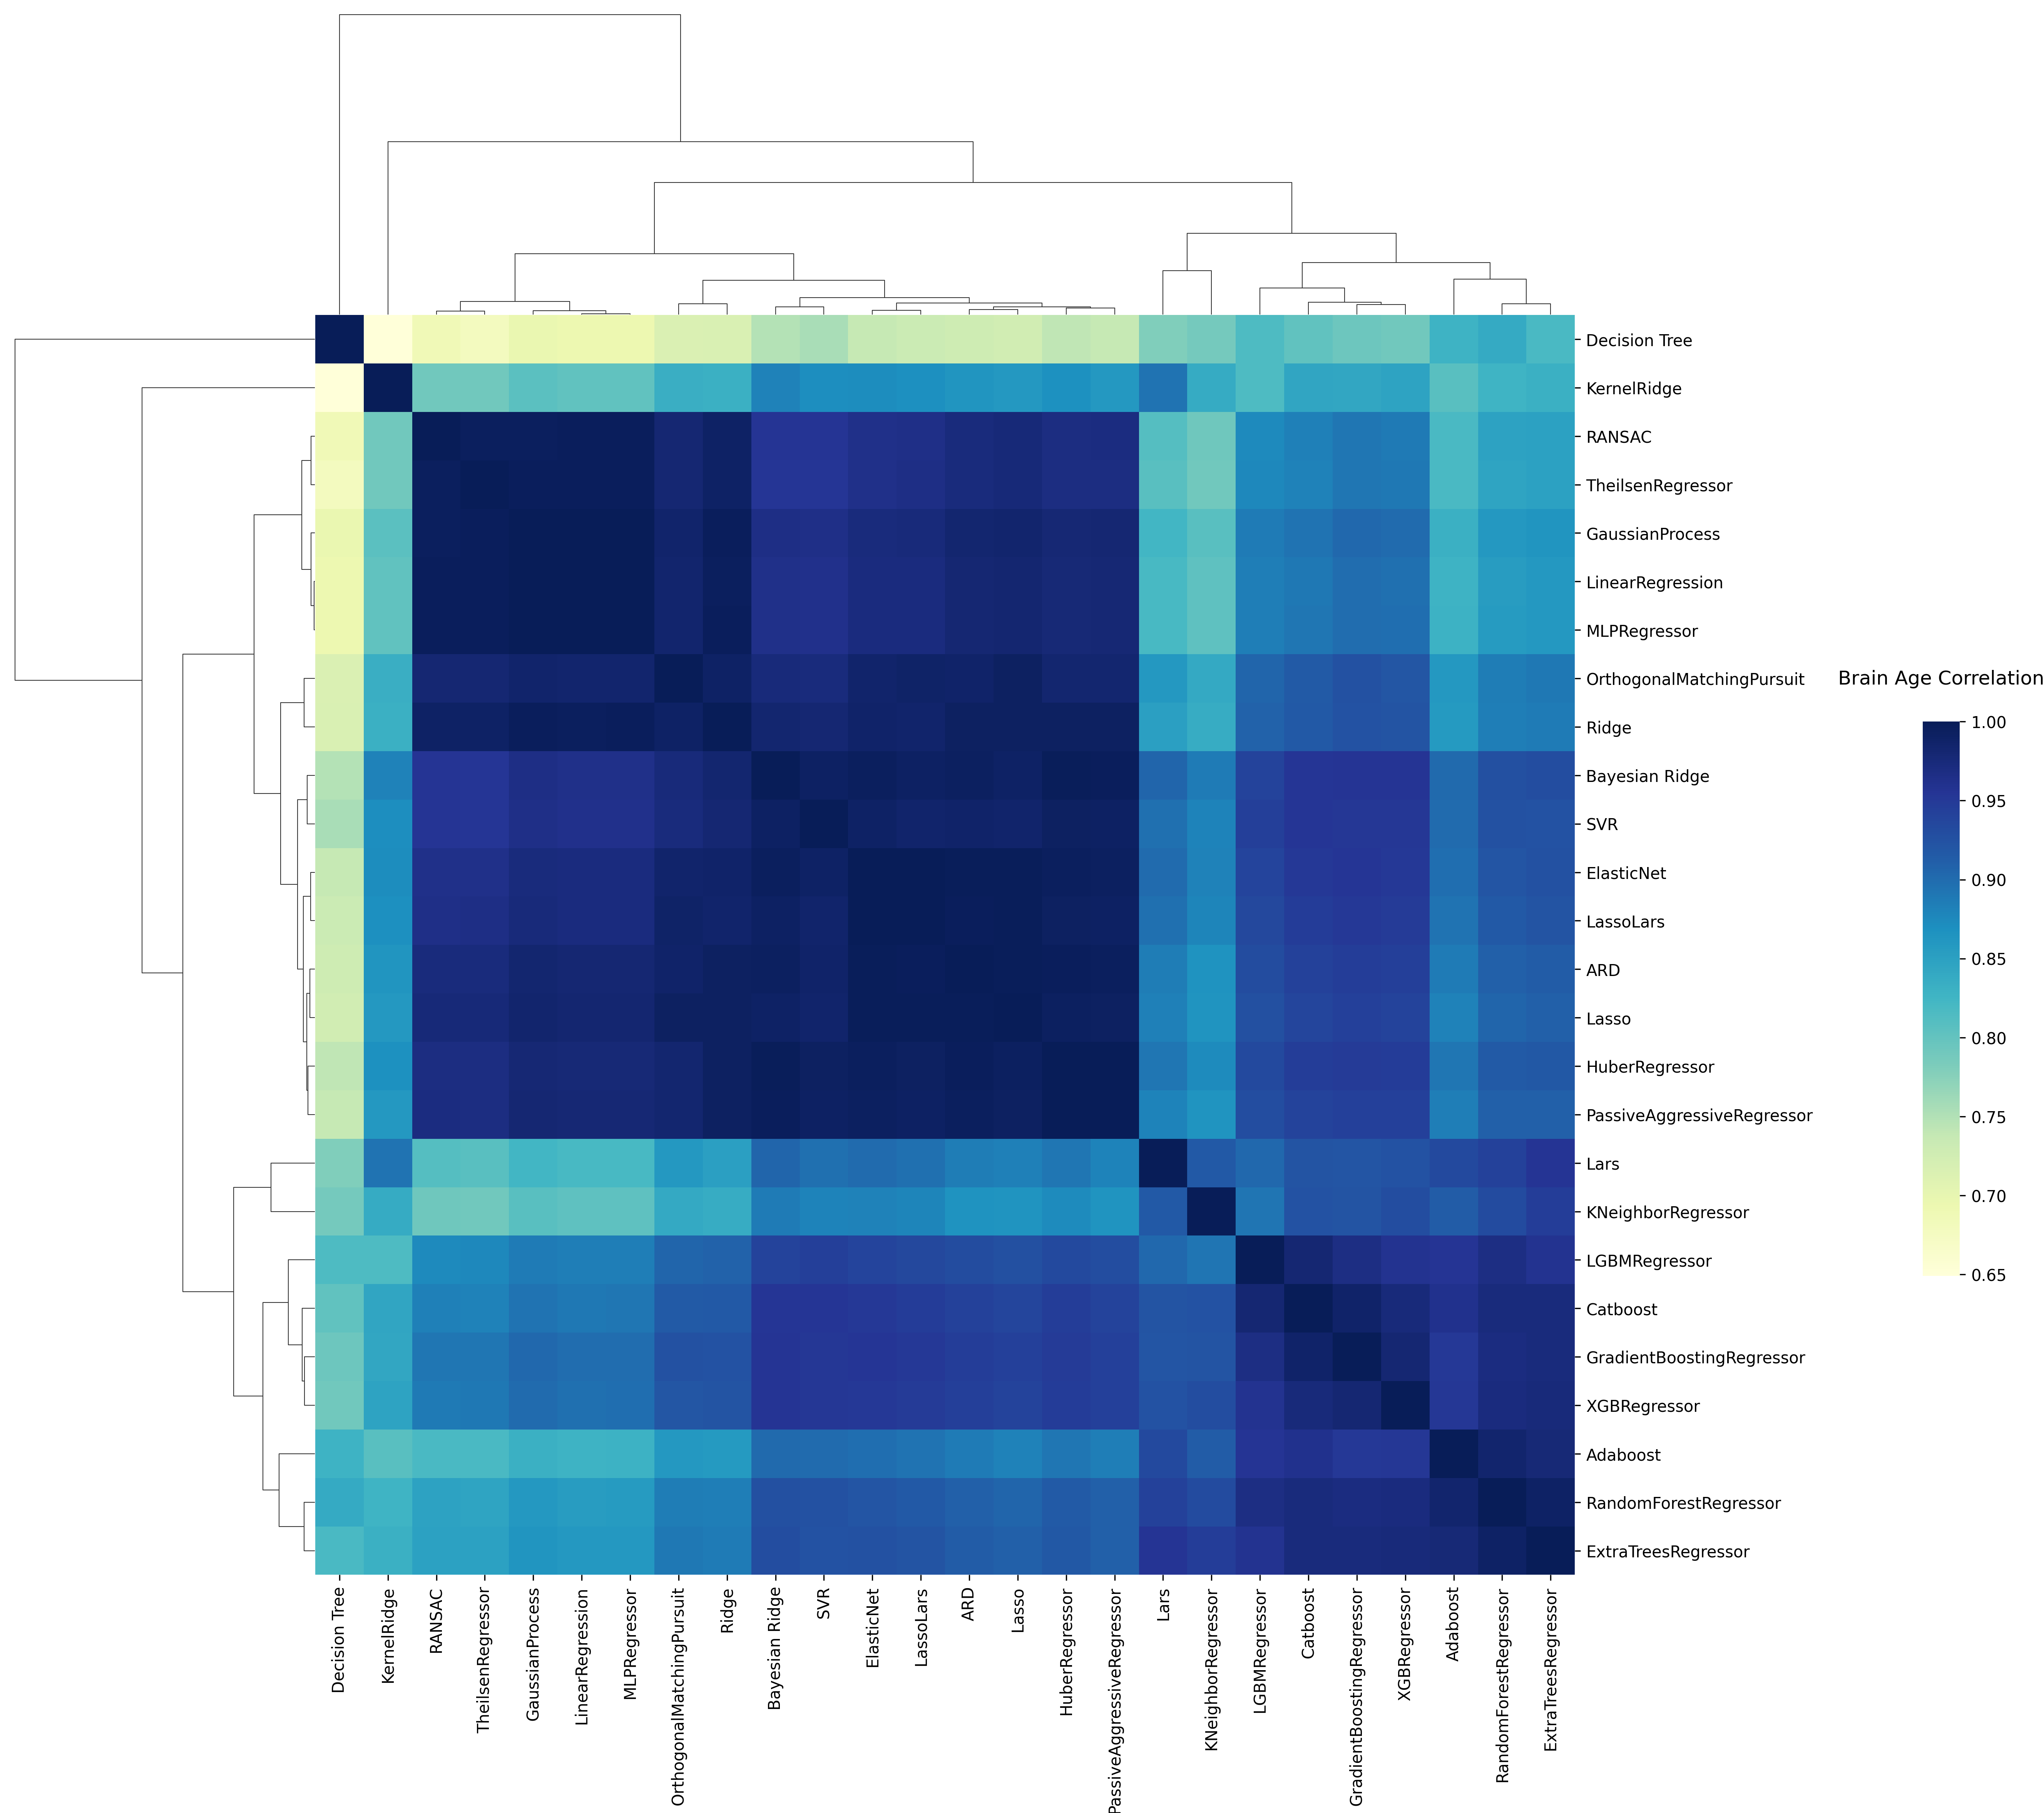 Decision Tree
KernelRidge
RANSAC
TheilsenRegressor
GaussianProcess
LinearRegression
MLPRegressor
OrthogonalMatchingPursuit
Ridge
Bayesian Ridge
SVR
ElasticNet
LassoLars
ARD
Lasso
HuberRegressor
PassiveAggressiveRegressor
Lars
KNeighborRegressor
LGBMRegressor
Catboost
GradientBoostingRegressor
XGBRegressor
Adaboost
RandomForestRegressor
ExtraTreesRegressor
Brain Age Correlation
1.00
0.95
0.90
0.85
0.80
0.75
0.70
0.65
Decision Tree
KernelRidge
RANSAC
TheilsenRegressor
GaussianProcess
LinearRegression
MLPRegressor
OrthogonalMatchingPursuit
Ridge
Bayesian Ridge
SVR
ElasticNet
LassoLars
ARD
Lasso
HuberRegressor
PassiveAggressiveRegressor
Lars
KNeighborRegressor
LGBMRegressor
Catboost
GradientBoostingRegressor
XGBRegressor
Adaboost
RandomForestRegressor
ExtraTreesRegressor